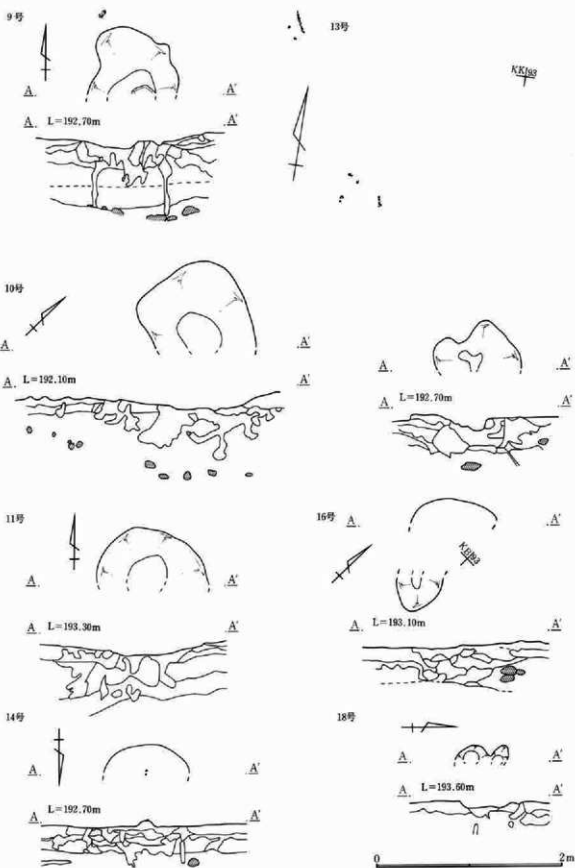 9号
A. .A'
A. L=192.70m .A'
13号
KK193
A. .A'
A. L=192.70m .A'
10号
A. .A'
A. L=192.10m .A'
11号
A. .A'
A. L=193.30m .A'
16号
A. .A'
A. L=193.10m .A'
14号
A. .A'
A. L=192.70m .A'
18号
A. .A'
A. L=193.60m .A'
0 2m